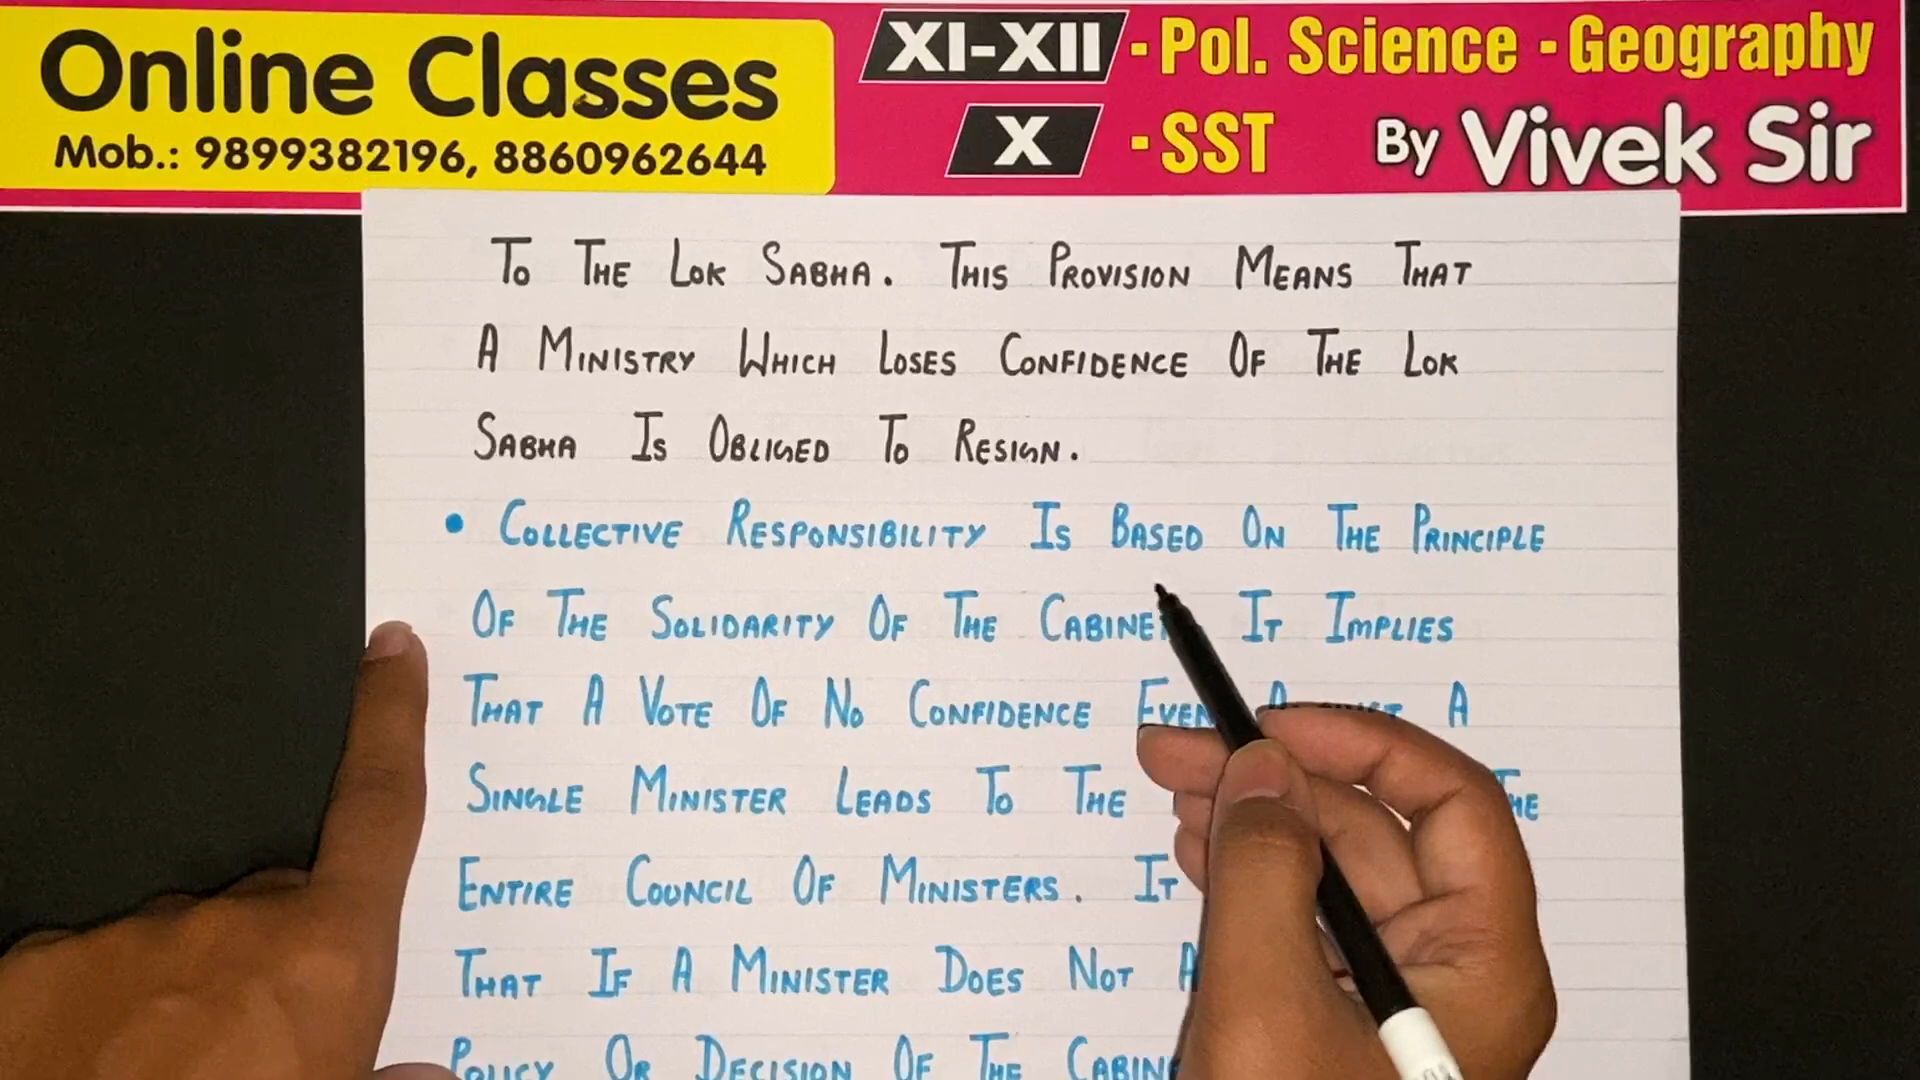 Online Classes
Mob.: 9899382196, 8860962644
XI-XII - Pol. Science - Geography
X - SST By Vivek Sir
TO THE LOK SABHA. THIS PROVISION MEANS THAT
A MINISTRY WHICH LOSES CONFIDENCE OF THE LOK
SABHA IS OBLIGED TO RESIGN.
• COLLECTIVE RESPONSIBILITY IS BASED ON THE PRINCIPLE
OF THE SOLIDARITY OF THE CABINE IT IMPLIES
THAT A VOTE OF NO CONFIDENCE EVEN A
SINGLE MINISTER LEADS TO THE THE
ENTIRE COUNCIL OF MINISTERS. IT
THAT IF A MINISTER DOES NOT A
POLICY OR DECISION OF THE CABIN